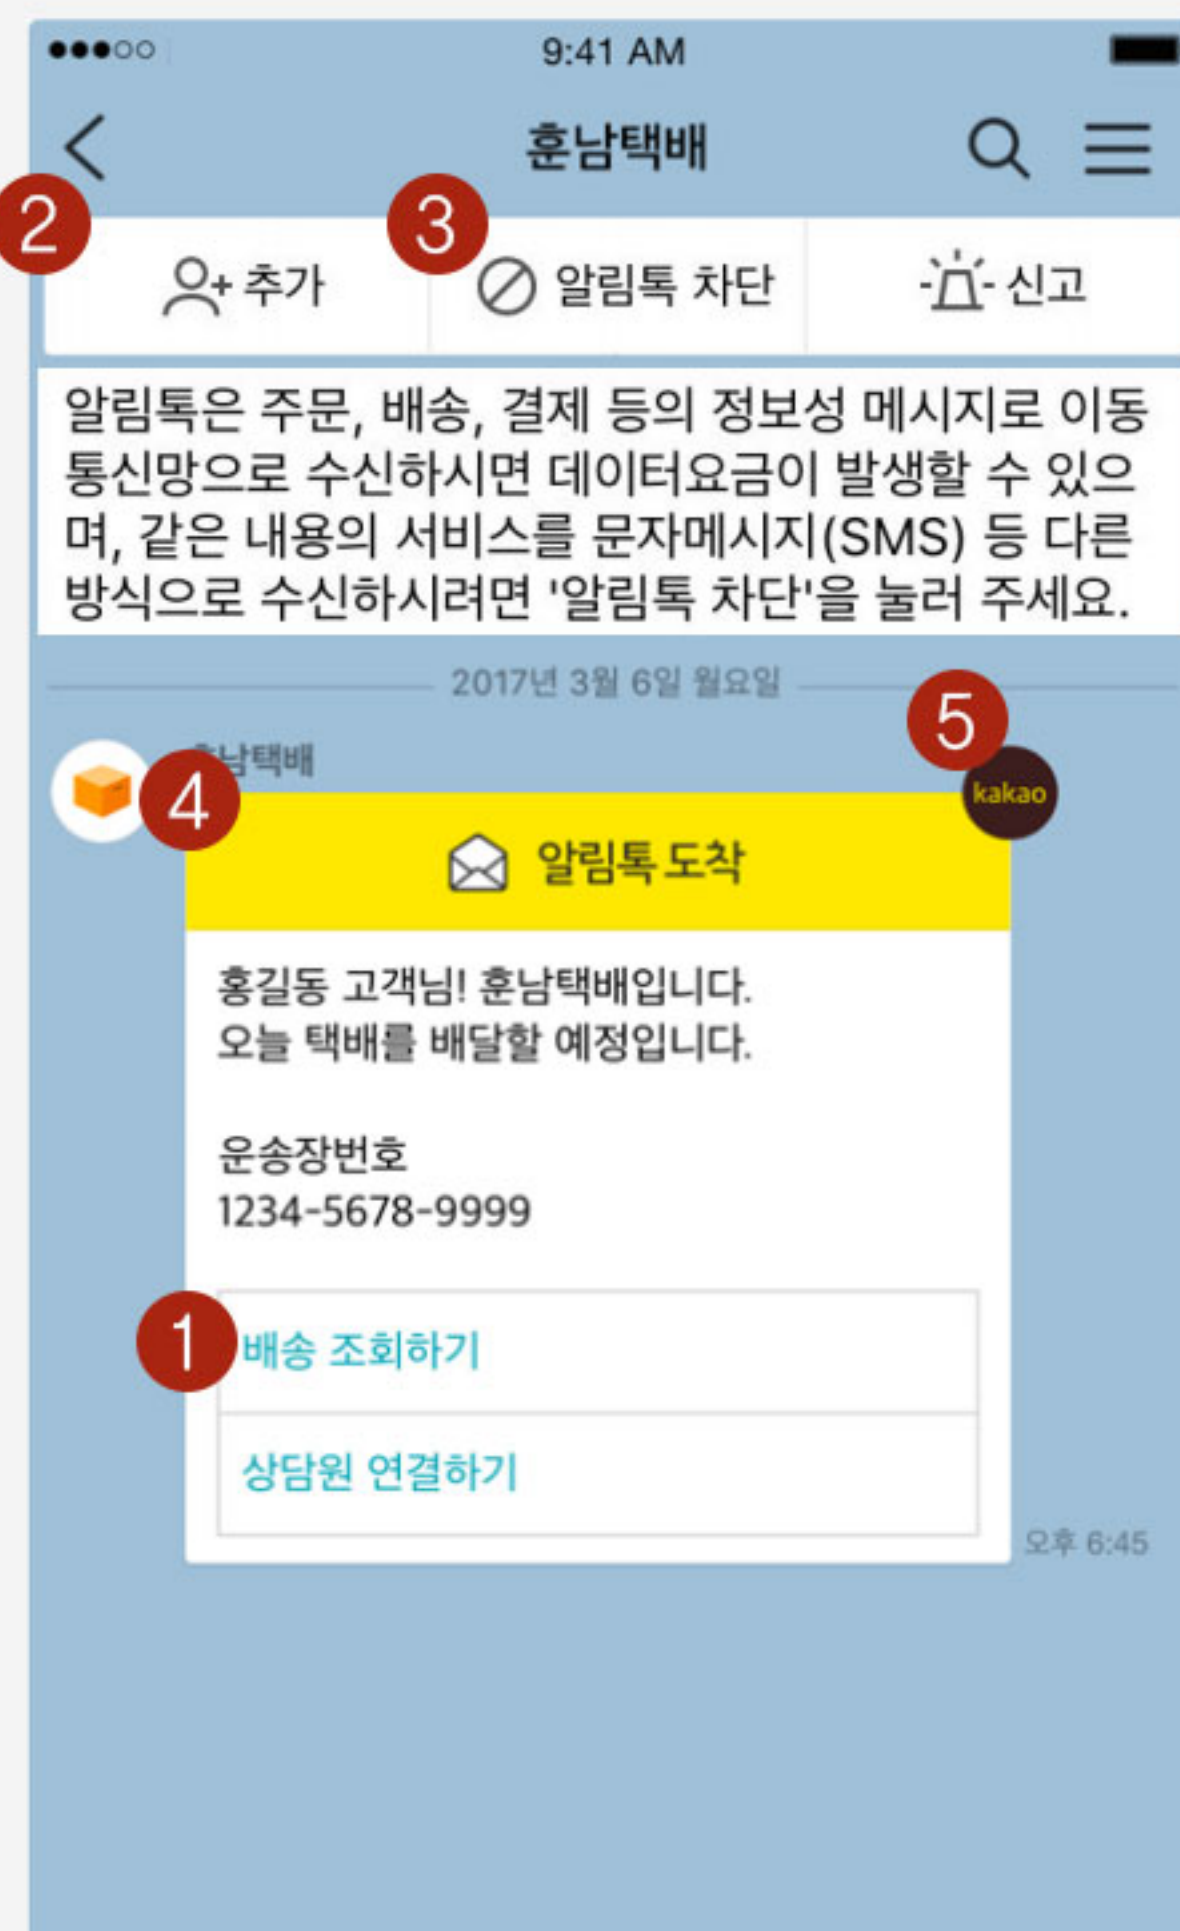 9:41 AM
훈남택배
2
3
추가
알림톡 차단
신고
알림톡은 주문, 배송, 결제 등의 정보성 메시지로 이동
통신망으로 수신하시면 데이터요금이 발생할 수 있으
며, 같은 내용의 서비스를 문자메시지(SMS) 등 다른
방식으로 수신하시려면 '알림톡 차단'을 눌러 주세요.
2017년 3월 6일 월요일
5
남택배
kakao
4
알림톡 도착
홍길동 고객님! 훈남택배입니다.
오늘 택배를 배달할 예정입니다.
운송장번호
1234-5678-9999
1
배송 조회하기
상담원 연결하기
오후 6:45